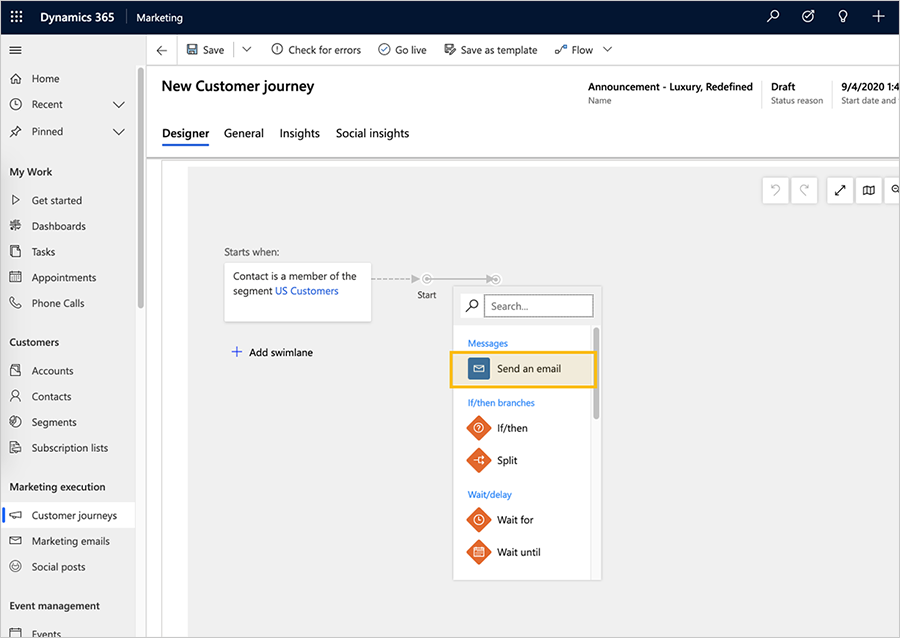 Dynamics 365 Marketing
Save Check for errors Go live Save as template Flow
Home
Recent
Pinned
My Work
Get started
Dashboards
Tasks
Appointments
Phone Calls
Customers
Accounts
Contacts
Segments
Subscription lists
Marketing execution
Customer journeys
Marketing emails
Social posts
Event management
Events
New Customer journey
Announcement - Luxury, Redefined
Name
Draft
Status reason
9/4/2020 1:4
Start date and
Designer General Insights Social insights
Starts when:
Contact is a member of the
segment US Customers
Start
Add swimlane
Search...
Messages
Send an email
If/then branches
If/then
Split
Wait/delay
Wait for
Wait until